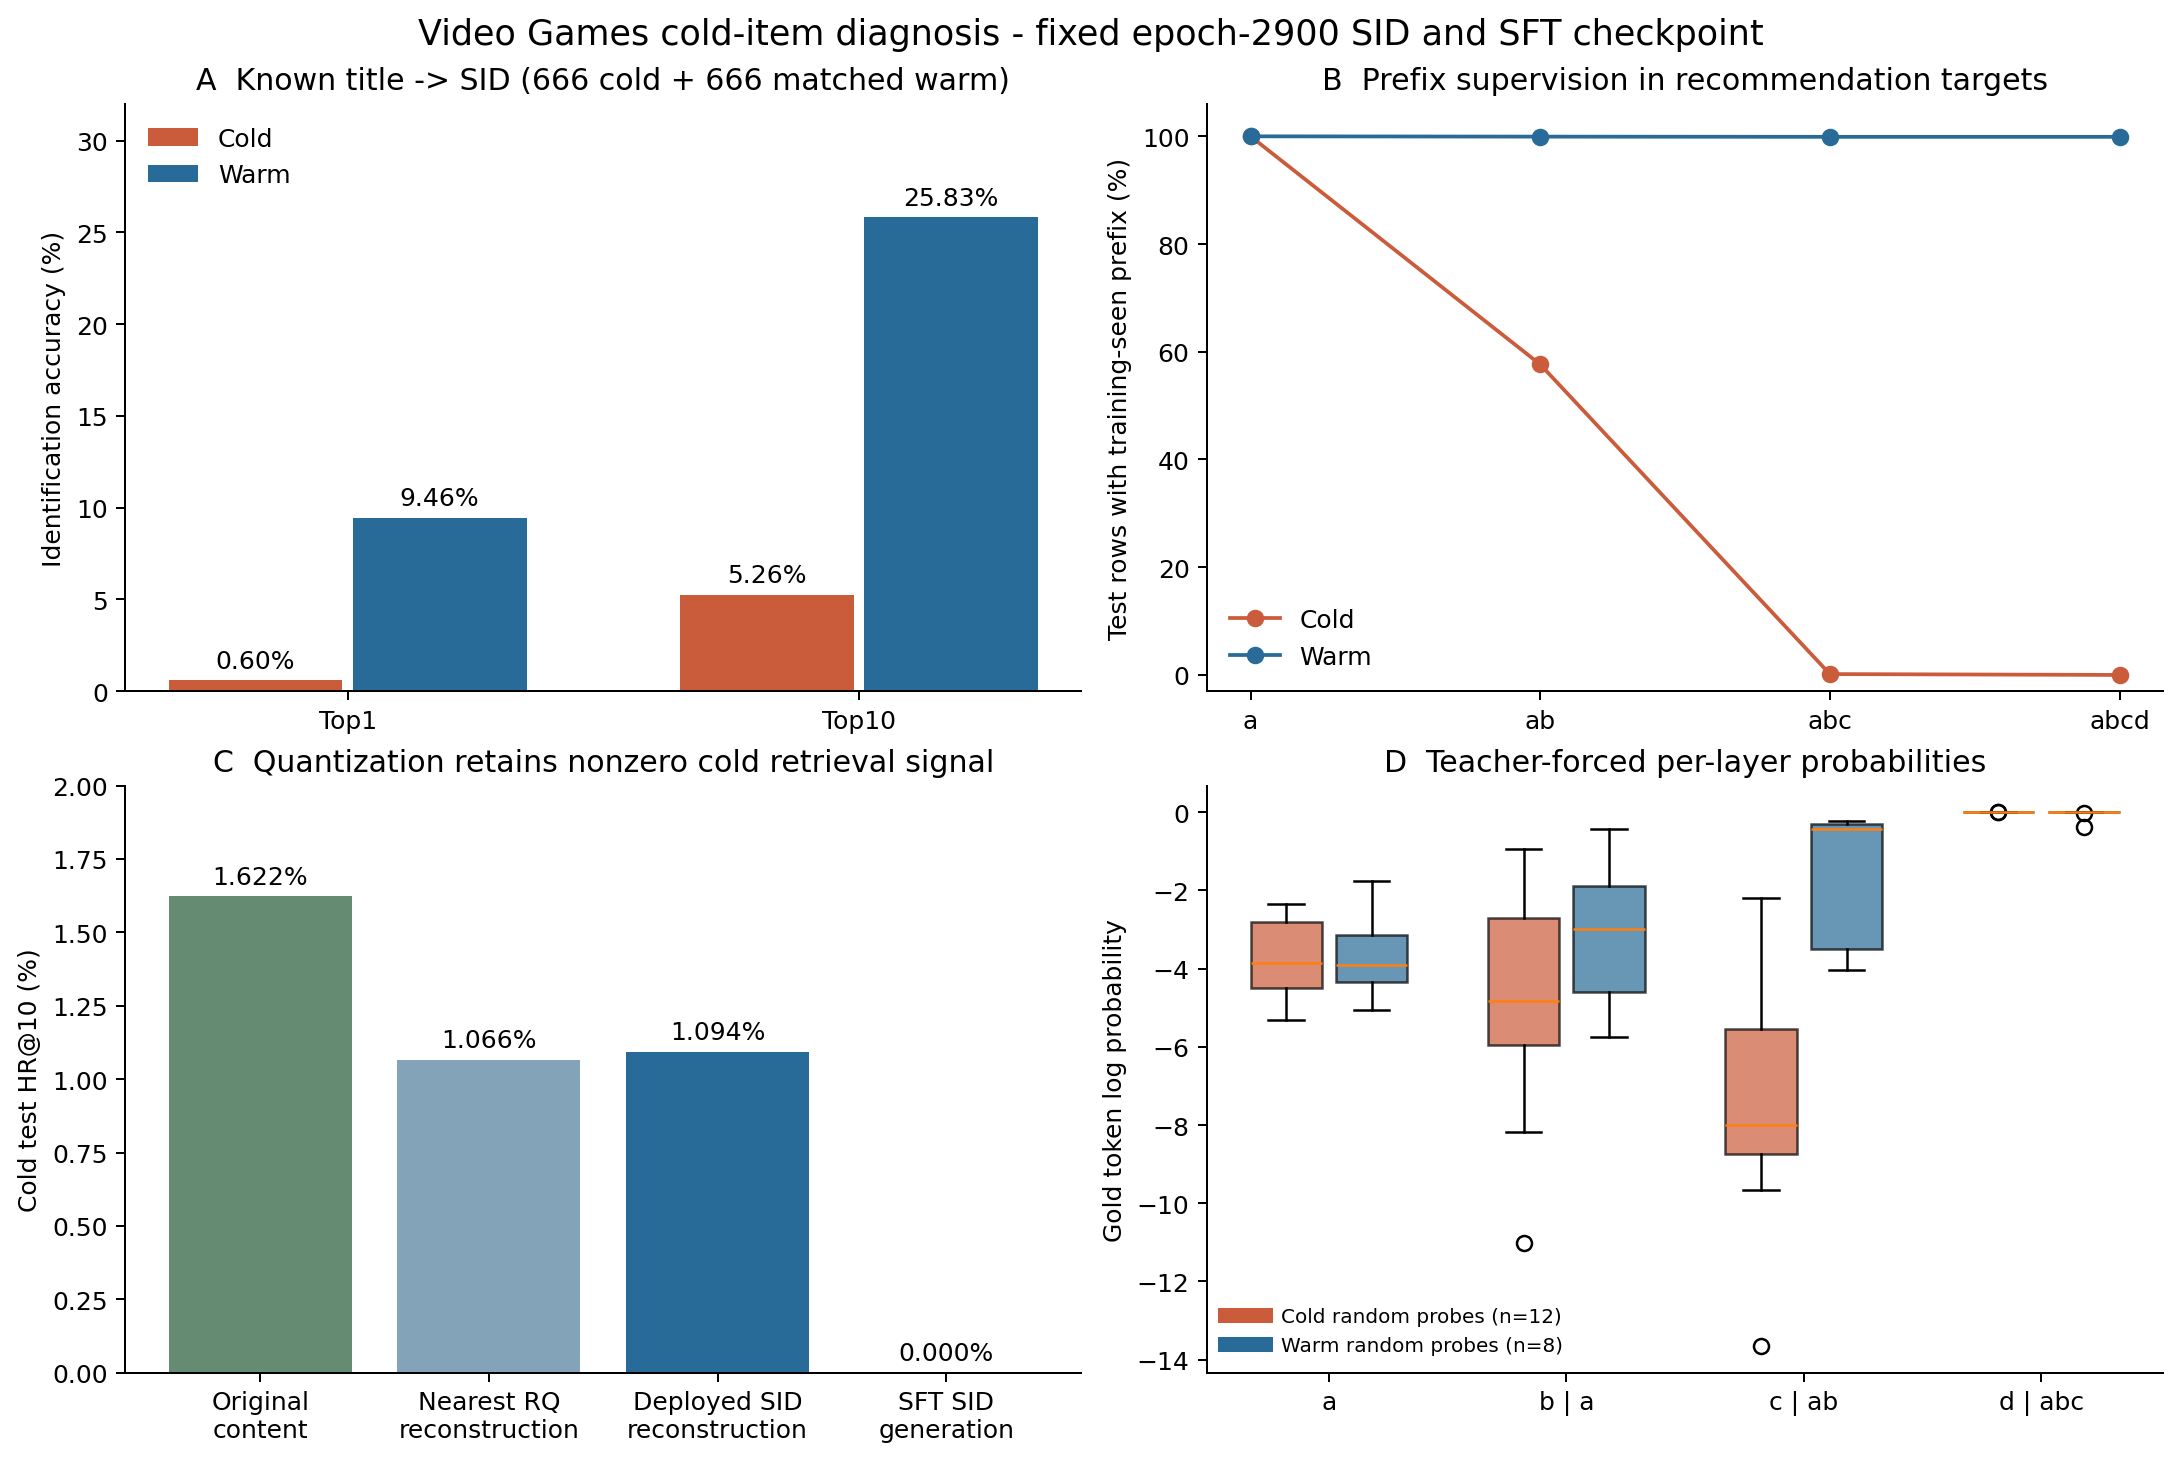 Video Games cold-item diagnosis - fixed epoch-2900 SID and SFT checkpoint
A  Known title -> SID (666 cold + 666 matched warm)
Identification accuracy (%)
30
25
20
15
10
5
0
Cold
Warm
0.60%
9.46%
5.26%
25.83%
Top1
Top10
B  Prefix supervision in recommendation targets
Test rows with training-seen prefix (%)
100
80
60
40
20
0
Cold
Warm
a
ab
abc
abcd
C  Quantization retains nonzero cold retrieval signal
Cold test HR@10 (%)
2.00
1.75
1.50
1.25
1.00
0.75
0.50
0.25
0.00
1.622%
1.066%
1.094%
0.000%
Original
content
Nearest RQ
reconstruction
Deployed SID
reconstruction
SFT SID
generation
D  Teacher-forced per-layer probabilities
Gold token log probability
0
−2
−4
−6
−8
−10
−12
−14
Cold random probes (n=12)
Warm random probes (n=8)
a
b | a
c | ab
d | abc